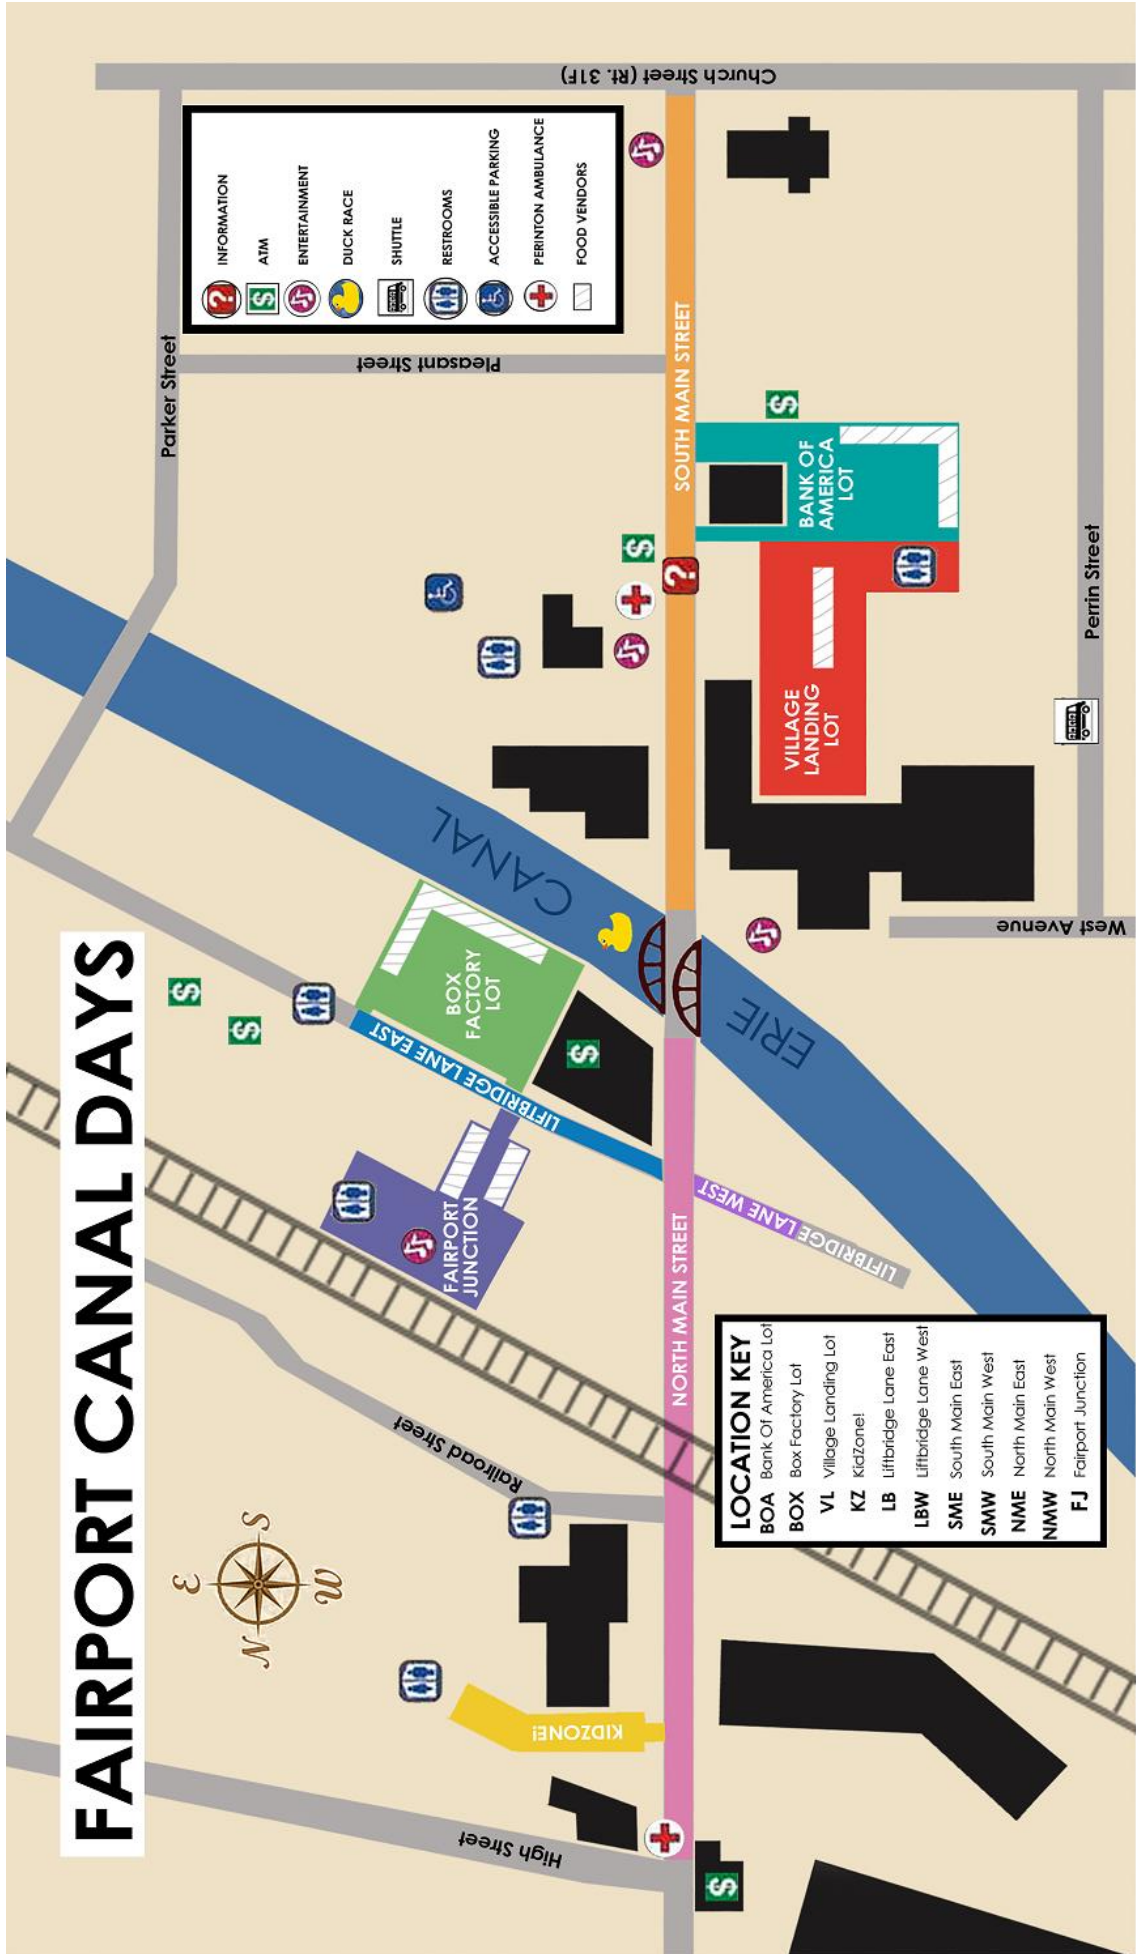 FAIRPORT CANAL DAYS
N
E
S
W
High Street
KIDZONE!
Railroad Street
NORTH MAIN STREET
FAIRPORT
JUNCTION
LIFTBRIDGE LANE EAST
LIFTBRIDGE LANE WEST
BOX
FACTORY
LOT
ERIE
CANAL
Parker Street
Pleasant Street
SOUTH MAIN STREET
VILLAGE
LANDING
LOT
BANK OF
AMERICA
LOT
West Avenue
Perrin Street
Church Street (Rt. 31F)
?
$
INFORMATION
ATM
ENTERTAINMENT
DUCK RACE
SHUTTLE
RESTROOMS
ACCESSIBLE PARKING
PERINTON AMBULANCE
FOOD VENDORS
LOCATION KEY
BOA Bank Of America Lot
BOX Box Factory Lot
VL Village Landing Lot
KZ KidZone!
LB Liftbridge Lane East
LBW Liftbridge Lane West
SME South Main East
SMW South Main West
NME North Main East
NMW North Main West
FJ Fairport Junction